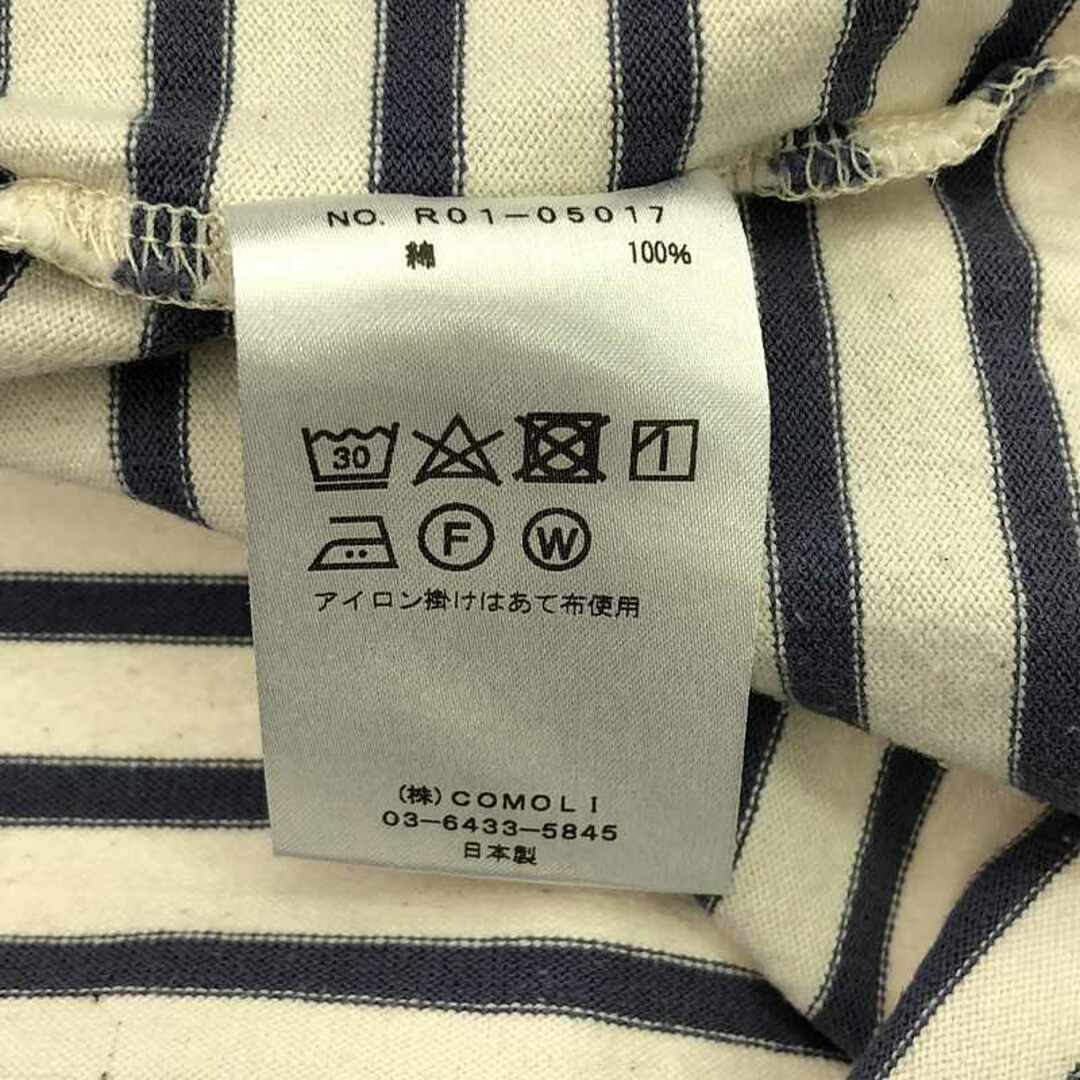 NO. R01-05017
綿 100%
30
F W
アイロン掛けはあて布使用
(株)COMOLI
03-6433-5845
日本製